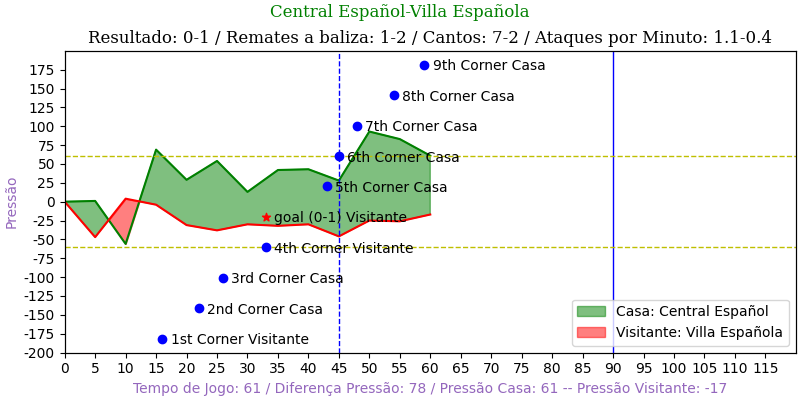 Central Español-Villa Española
Resultado: 0-1 / Remates a baliza: 1-2 / Cantos: 7-2 / Ataques por Minuto: 1.1-0.4
Pressão
175
150
125
100
75
50
25
0
-25
-50
-75
-100
-125
-150
-175
-200
9th Corner Casa
8th Corner Casa
7th Corner Casa
6th Corner Casa
5th Corner Casa
goal (0-1) Visitante
4th Corner Visitante
3rd Corner Casa
2nd Corner Casa
1st Corner Visitante
Casa: Central Español
Visitante: Villa Española
0 5 10 15 20 25 30 35 40 45 50 55 60 65 70 75 80 85 90 95 100 105 110 115
Tempo de Jogo: 61 / Diferença Pressão: 78 / Pressão Casa: 61 -- Pressão Visitante: -17